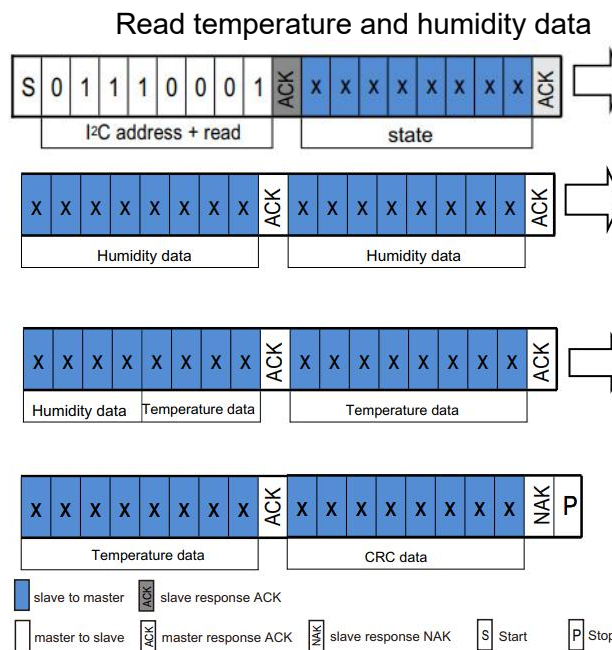 Read temperature and humidity data
S 0 1 1 1 0 0 0 1 ACK X X X X X X X X ACK
I²C address + read state
X X X X X X X X ACK X X X X X X X X ACK
Humidity data Humidity data
X X X X X X X X ACK X X X X X X X X ACK
Humidity data Temperature data Temperature data
X X X X X X X X ACK X X X X X X X X NAK P
Temperature data CRC data
slave to master ACK slave response ACK
master to slave ACK master response ACK NAK slave response NAK S Start P Stop